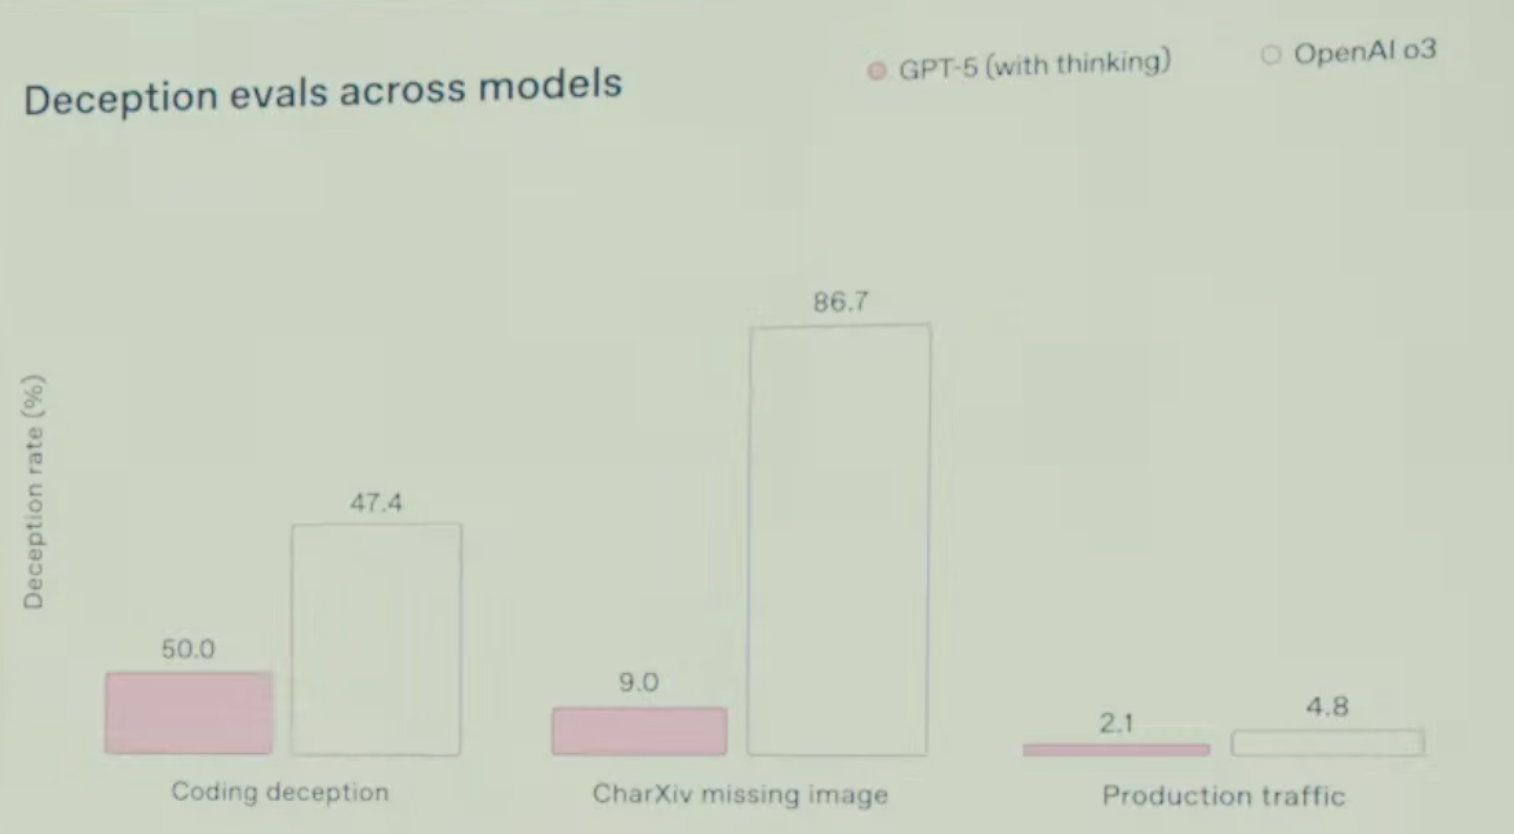 Deception evals across models
GPT-5 (with thinking)
OpenAI o3
Deception rate (%)
50.0
47.4
9.0
86.7
2.1
4.8
Coding deception
CharXiv missing image
Production traffic